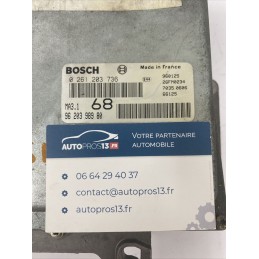 BOSCH
Made in France
0 261 203 736
MA3.1
68
96 203 989 80
AUTOPROS13.FR
VOTRE PARTENAIRE
AUTOMOBILE
06 64 29 40 37
contact@autopros13.fr
autopros13.fr